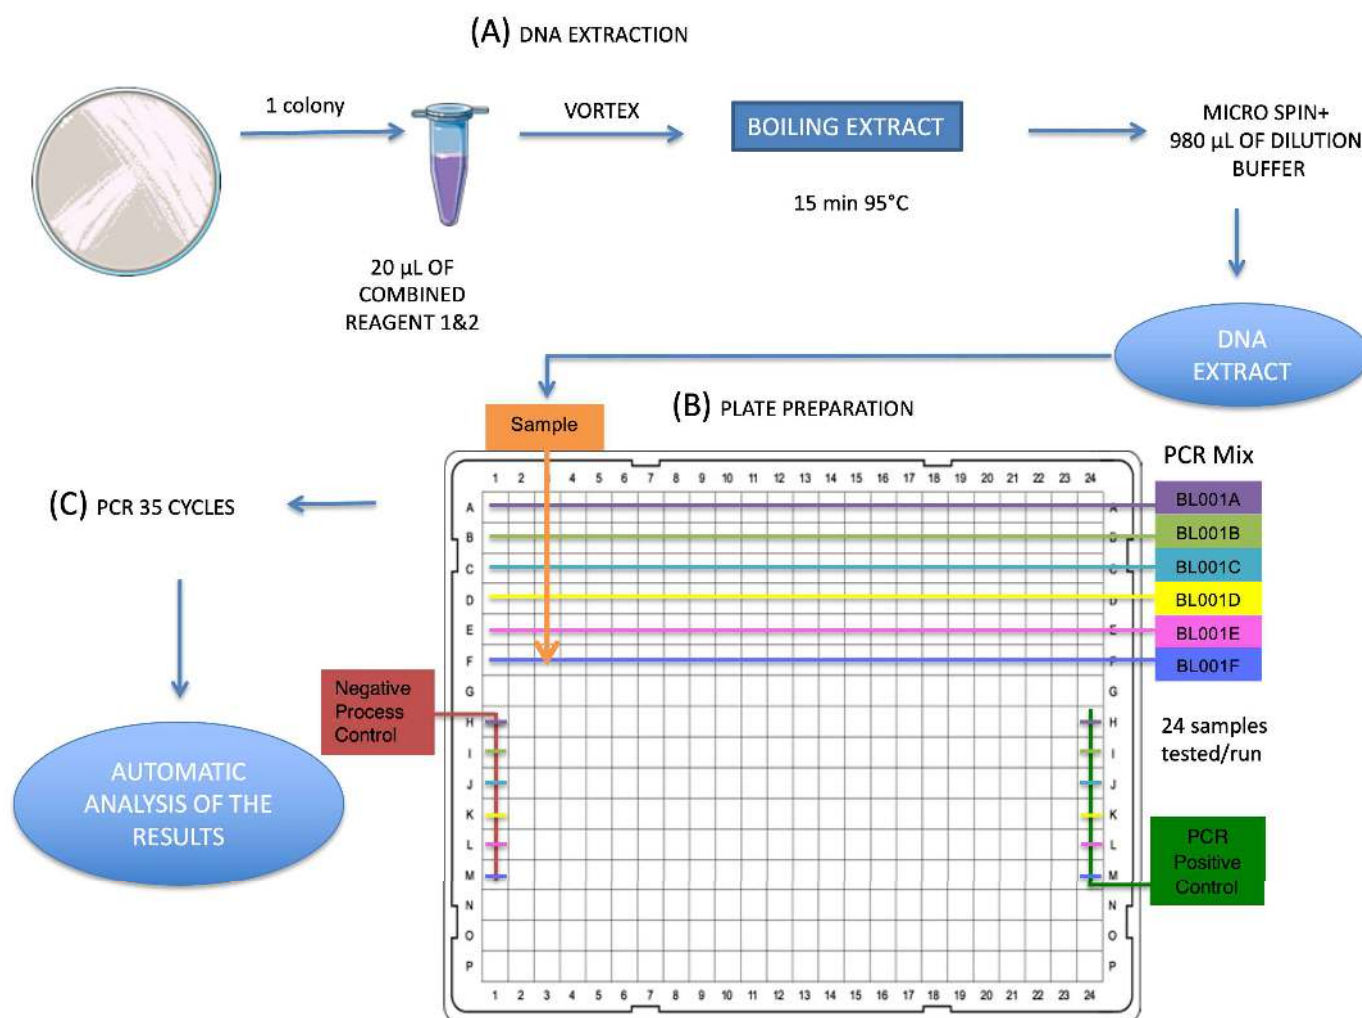 (A) DNA EXTRACTION
1 colony
VORTEX
BOILING EXTRACT
MICRO SPIN+
980 µL OF DILUTION
BUFFER
15 min 95°C
20 µL OF
COMBINED
REAGENT 1&2
DNA
EXTRACT
(B) PLATE PREPARATION
Sample
PCR Mix
1 2 3 4 5 6 7 8 9 10 11 12 13 14 15 16 17 18 19 20 21 22 23 24
A A BL001A
B B BL001B
C C BL001C
D D BL001D
E E BL001E
F F BL001F
G G
H H
I I
J J
K K
L L
M M
N N
O O
P P
1 2 3 4 5 6 7 8 9 10 11 12 13 14 15 16 17 18 19 20 21 22 23 24
24 samples
tested/run
(C) PCR 35 CYCLES
Negative
Process
Control
PCR
Positive
Control
AUTOMATIC
ANALYSIS OF THE
RESULTS